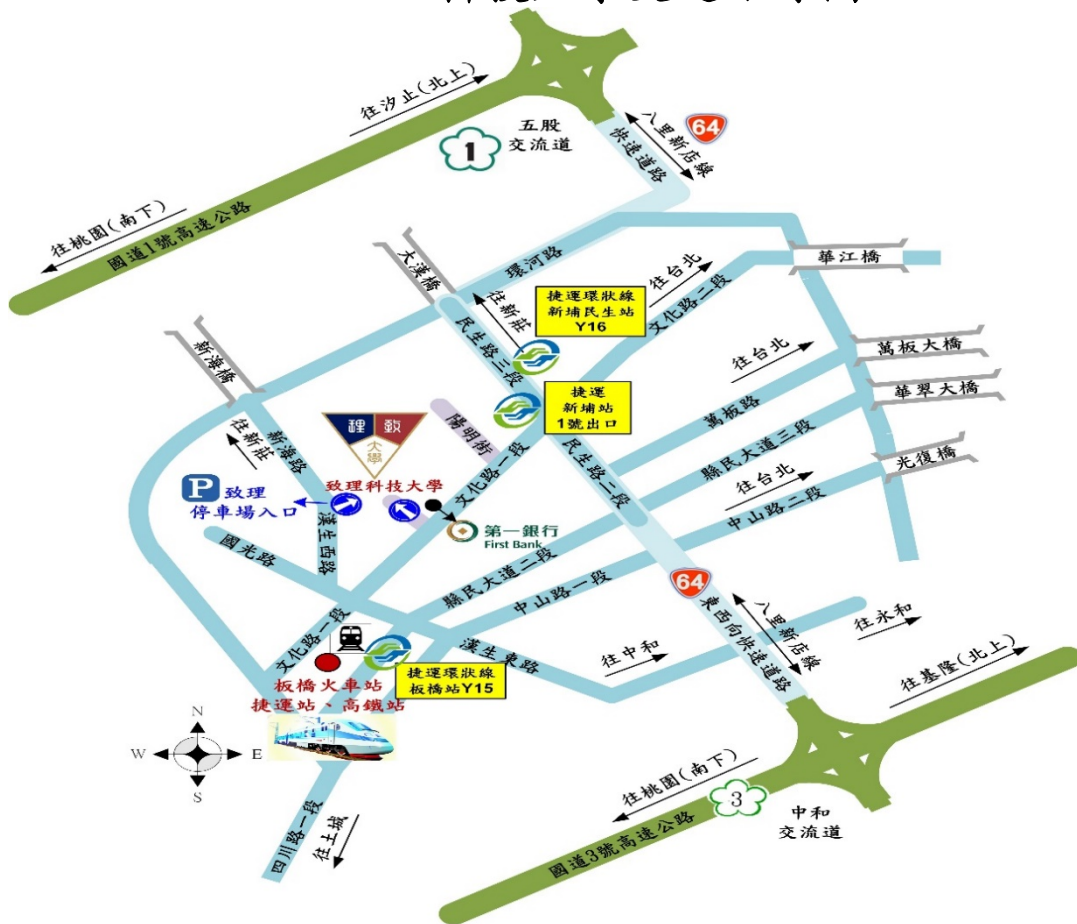 往汐止(北上)
五股
交流道
1
64
八里新店線
快速道路
往桃園(南下)
國道1號高速公路
大漢橋
環河路
往新莊
捷運環狀線
新埔民生站
Y16
往台北
文化路二段
華江橋
民生路三段
新海橋
捷運
新埔站
1號出口
往台北
萬板大橋
萬板路
華翠大橋
往新莊
新海路
理
致
大學
陽明街
文化路一段
民生路二段
縣民大道三段
光復橋
致理科技大學
P 致理
停車場入口
往台北
中山路二段
第一銀行
First Bank
漢生西路
國光路
縣民大道二段
中山路一段
64
八里新店線
東西向快速道路
往永和
文化路一段
漢生東路
往中和
捷運環狀線
板橋站Y15
板橋火車站
捷運站、高鐵站
往基隆(北上)
N
W
E
S
往桃園(南下)
3
中和
交流道
國道3號高速公路
四川路一段
往土城